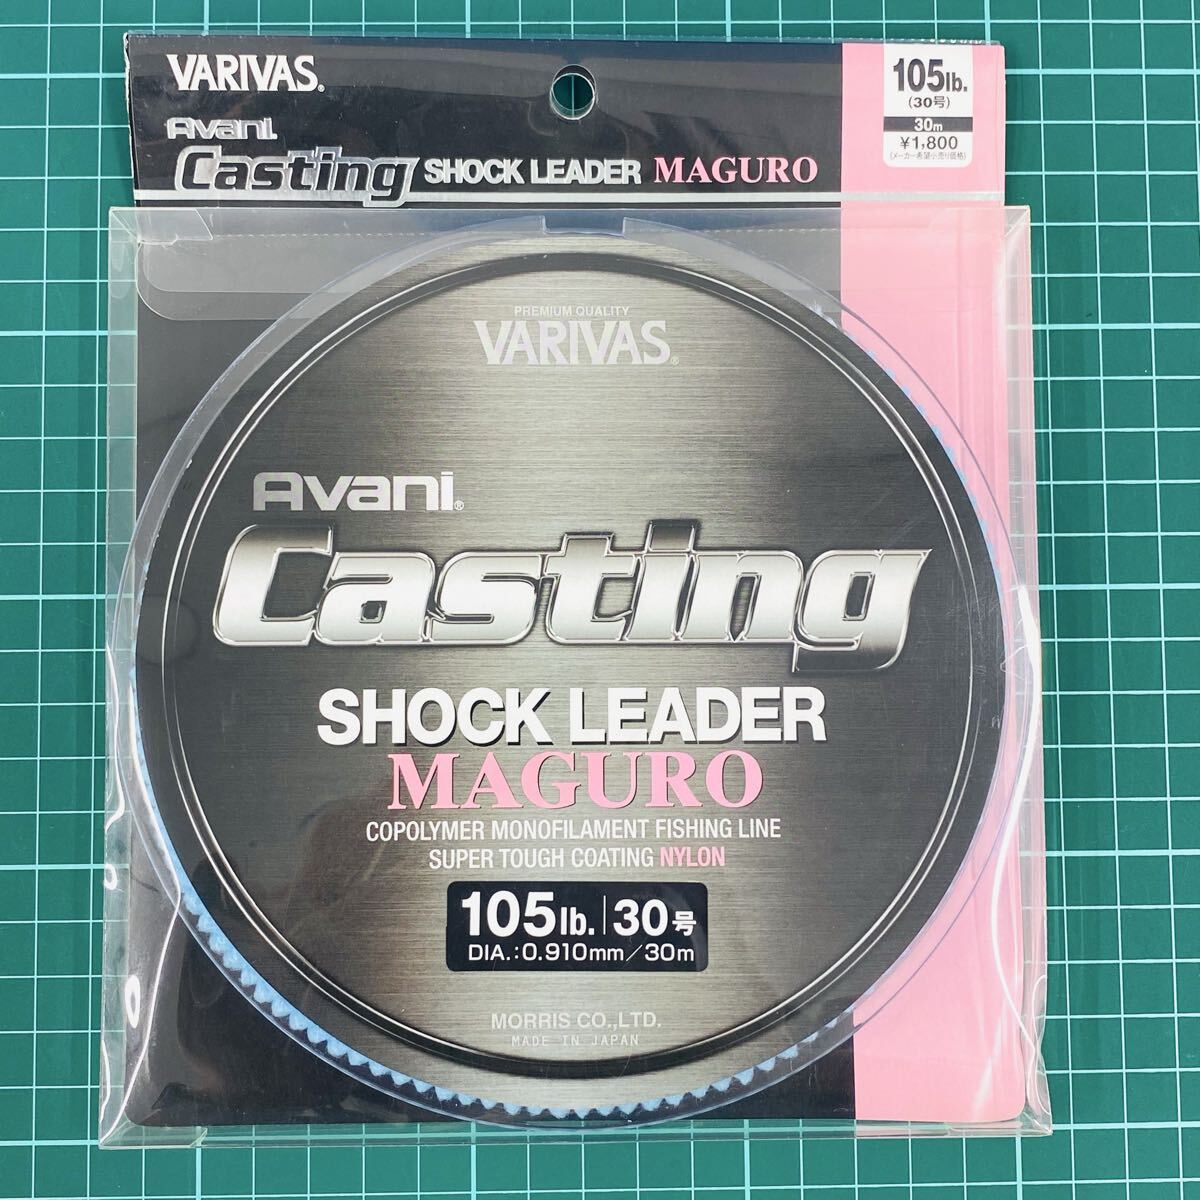 VARIVAS®
Avani
Casting SHOCK LEADER MAGURO
105lb.
(30号)
30m
¥1,800
(メーカー希望小売り価格)
PREMIUM QUALITY
VARIVAS®
Avani®
Casting
SHOCK LEADER
MAGURO
COPOLYMER MONOFILAMENT FISHING LINE
SUPER TOUGH COATING NYLON
105lb. | 30号
DIA.:0.910mm/30m
MORRIS CO.,LTD.
MADE IN JAPAN